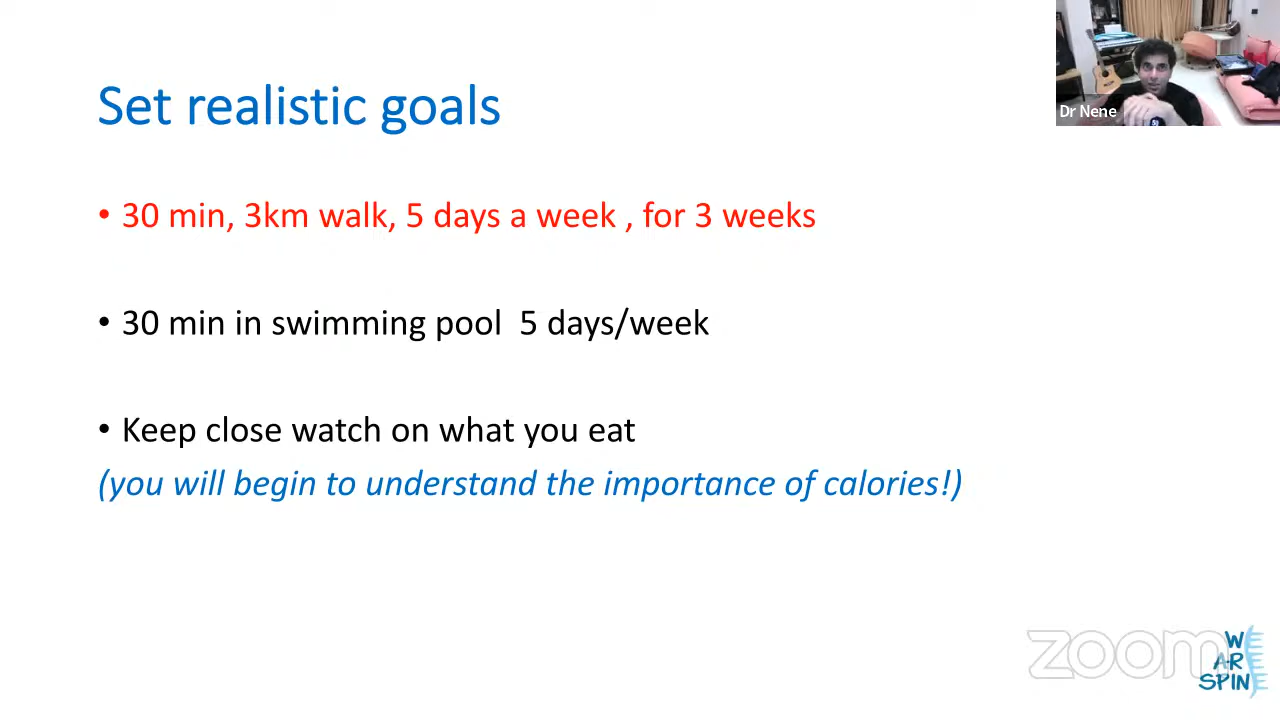 Set realistic goals
Dr Nene
• 30 min, 3km walk, 5 days a week , for 3 weeks
• 30 min in swimming pool  5 days/week
• Keep close watch on what you eat
(you will begin to understand the importance of calories!)
zoom
W
A-R
SPINE